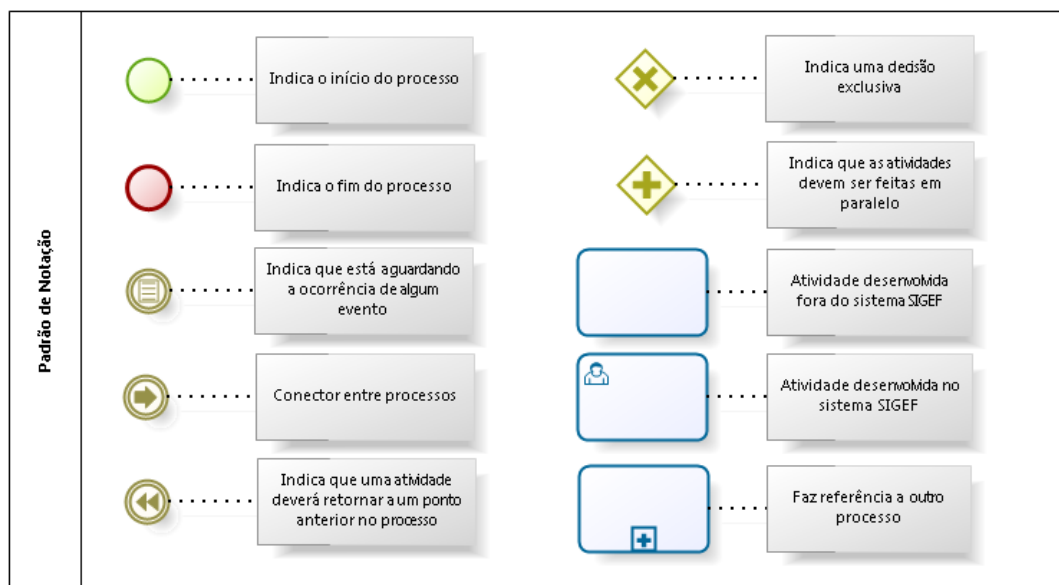 Padrão de Notação
Indica o início do processo
Indica o fim do processo
Indica que está aguardando
a ocorrência de algum
evento
Conector entre processos
Indica que uma atividade
deverá retornar a um ponto
anterior no processo
Indica uma decisão
exclusiva
Indica que as atividades
devem ser feitas em
paralelo
Atividade desenvolvida
fora do sistema SIGEF
Atividade desenvolvida no
sistema SIGEF
Faz referência a outro
processo